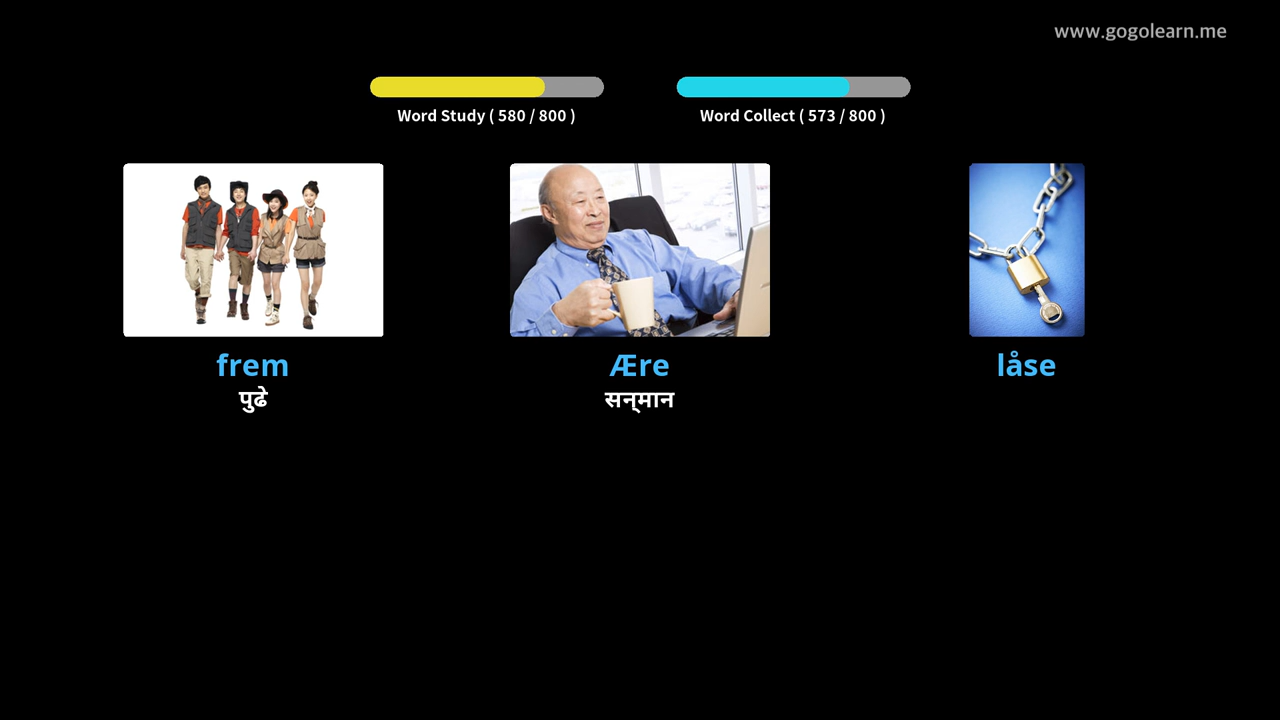 www.gogolearn.me
Word Study ( 580 / 800 )
Word Collect ( 573 / 800 )
frem
पुढे
Ære
सन्मान
låse